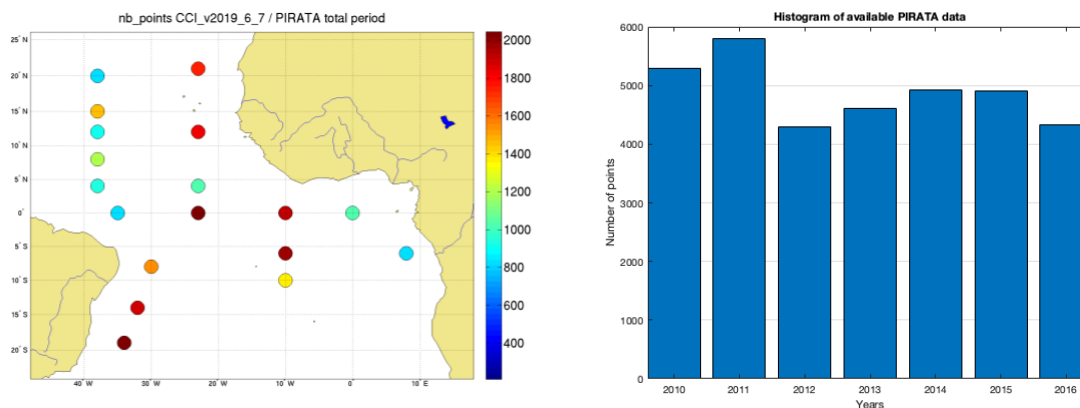 nb_points CCI_v2019_6_7 / PIRATA total period
25° N
20° N
15° N
10° N
5° N
0°
5° S
10° S
15° S
20° S
40° W
30° W
20° W
10° W
0°
10° E
2000
1800
1600
1400
1200
1000
800
600
400
Histogram of available PIRATA data
6000
5000
4000
3000
2000
1000
0
Number of points
2010
2011
2012
2013
2014
2015
2016
Years